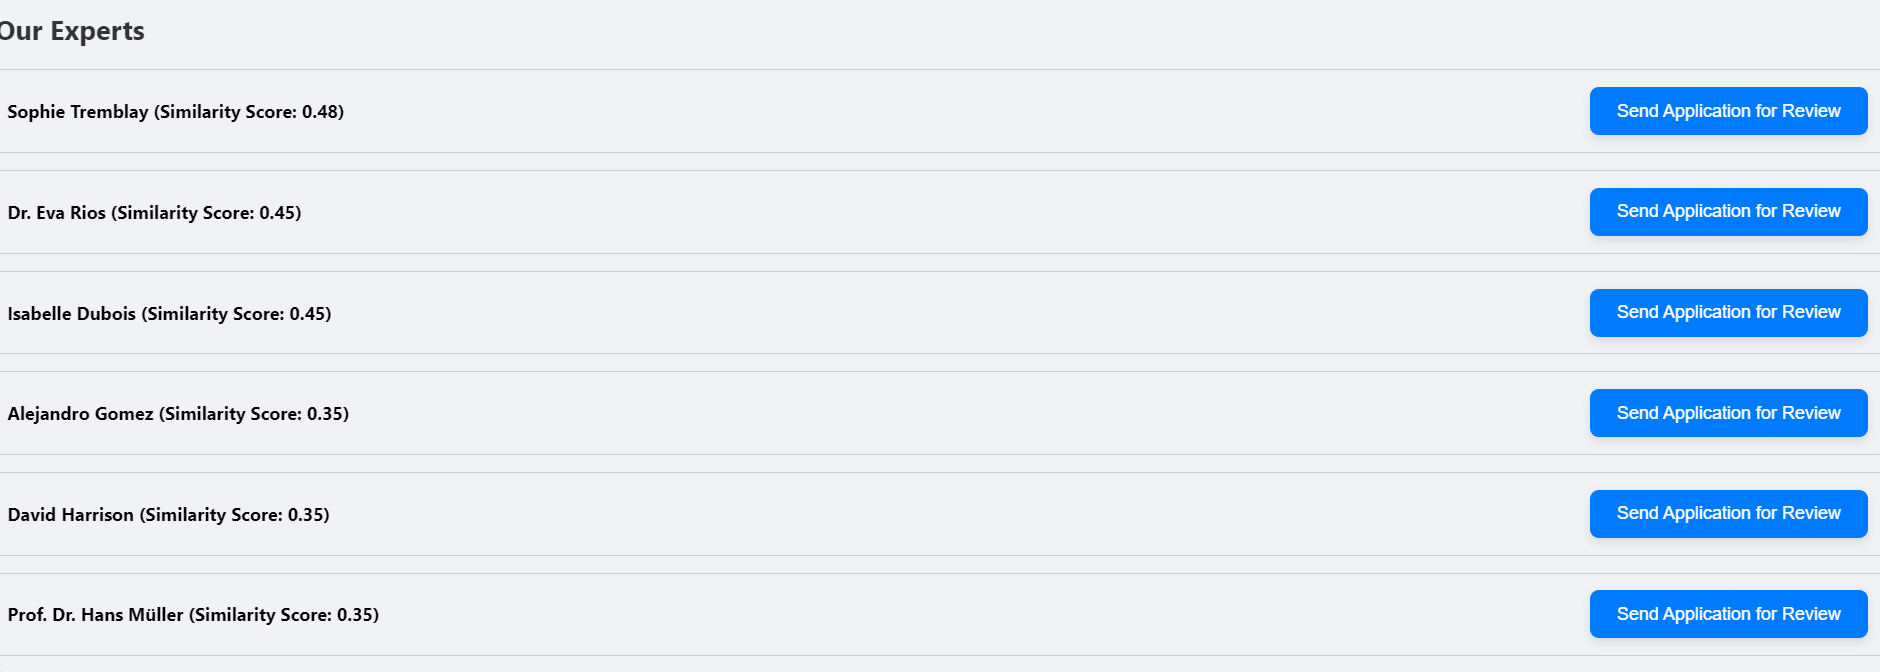 Our Experts
Sophie Tremblay (Similarity Score: 0.48)
Send Application for Review
Dr. Eva Rios (Similarity Score: 0.45)
Send Application for Review
Isabelle Dubois (Similarity Score: 0.45)
Send Application for Review
Alejandro Gomez (Similarity Score: 0.35)
Send Application for Review
David Harrison (Similarity Score: 0.35)
Send Application for Review
Prof. Dr. Hans Müller (Similarity Score: 0.35)
Send Application for Review